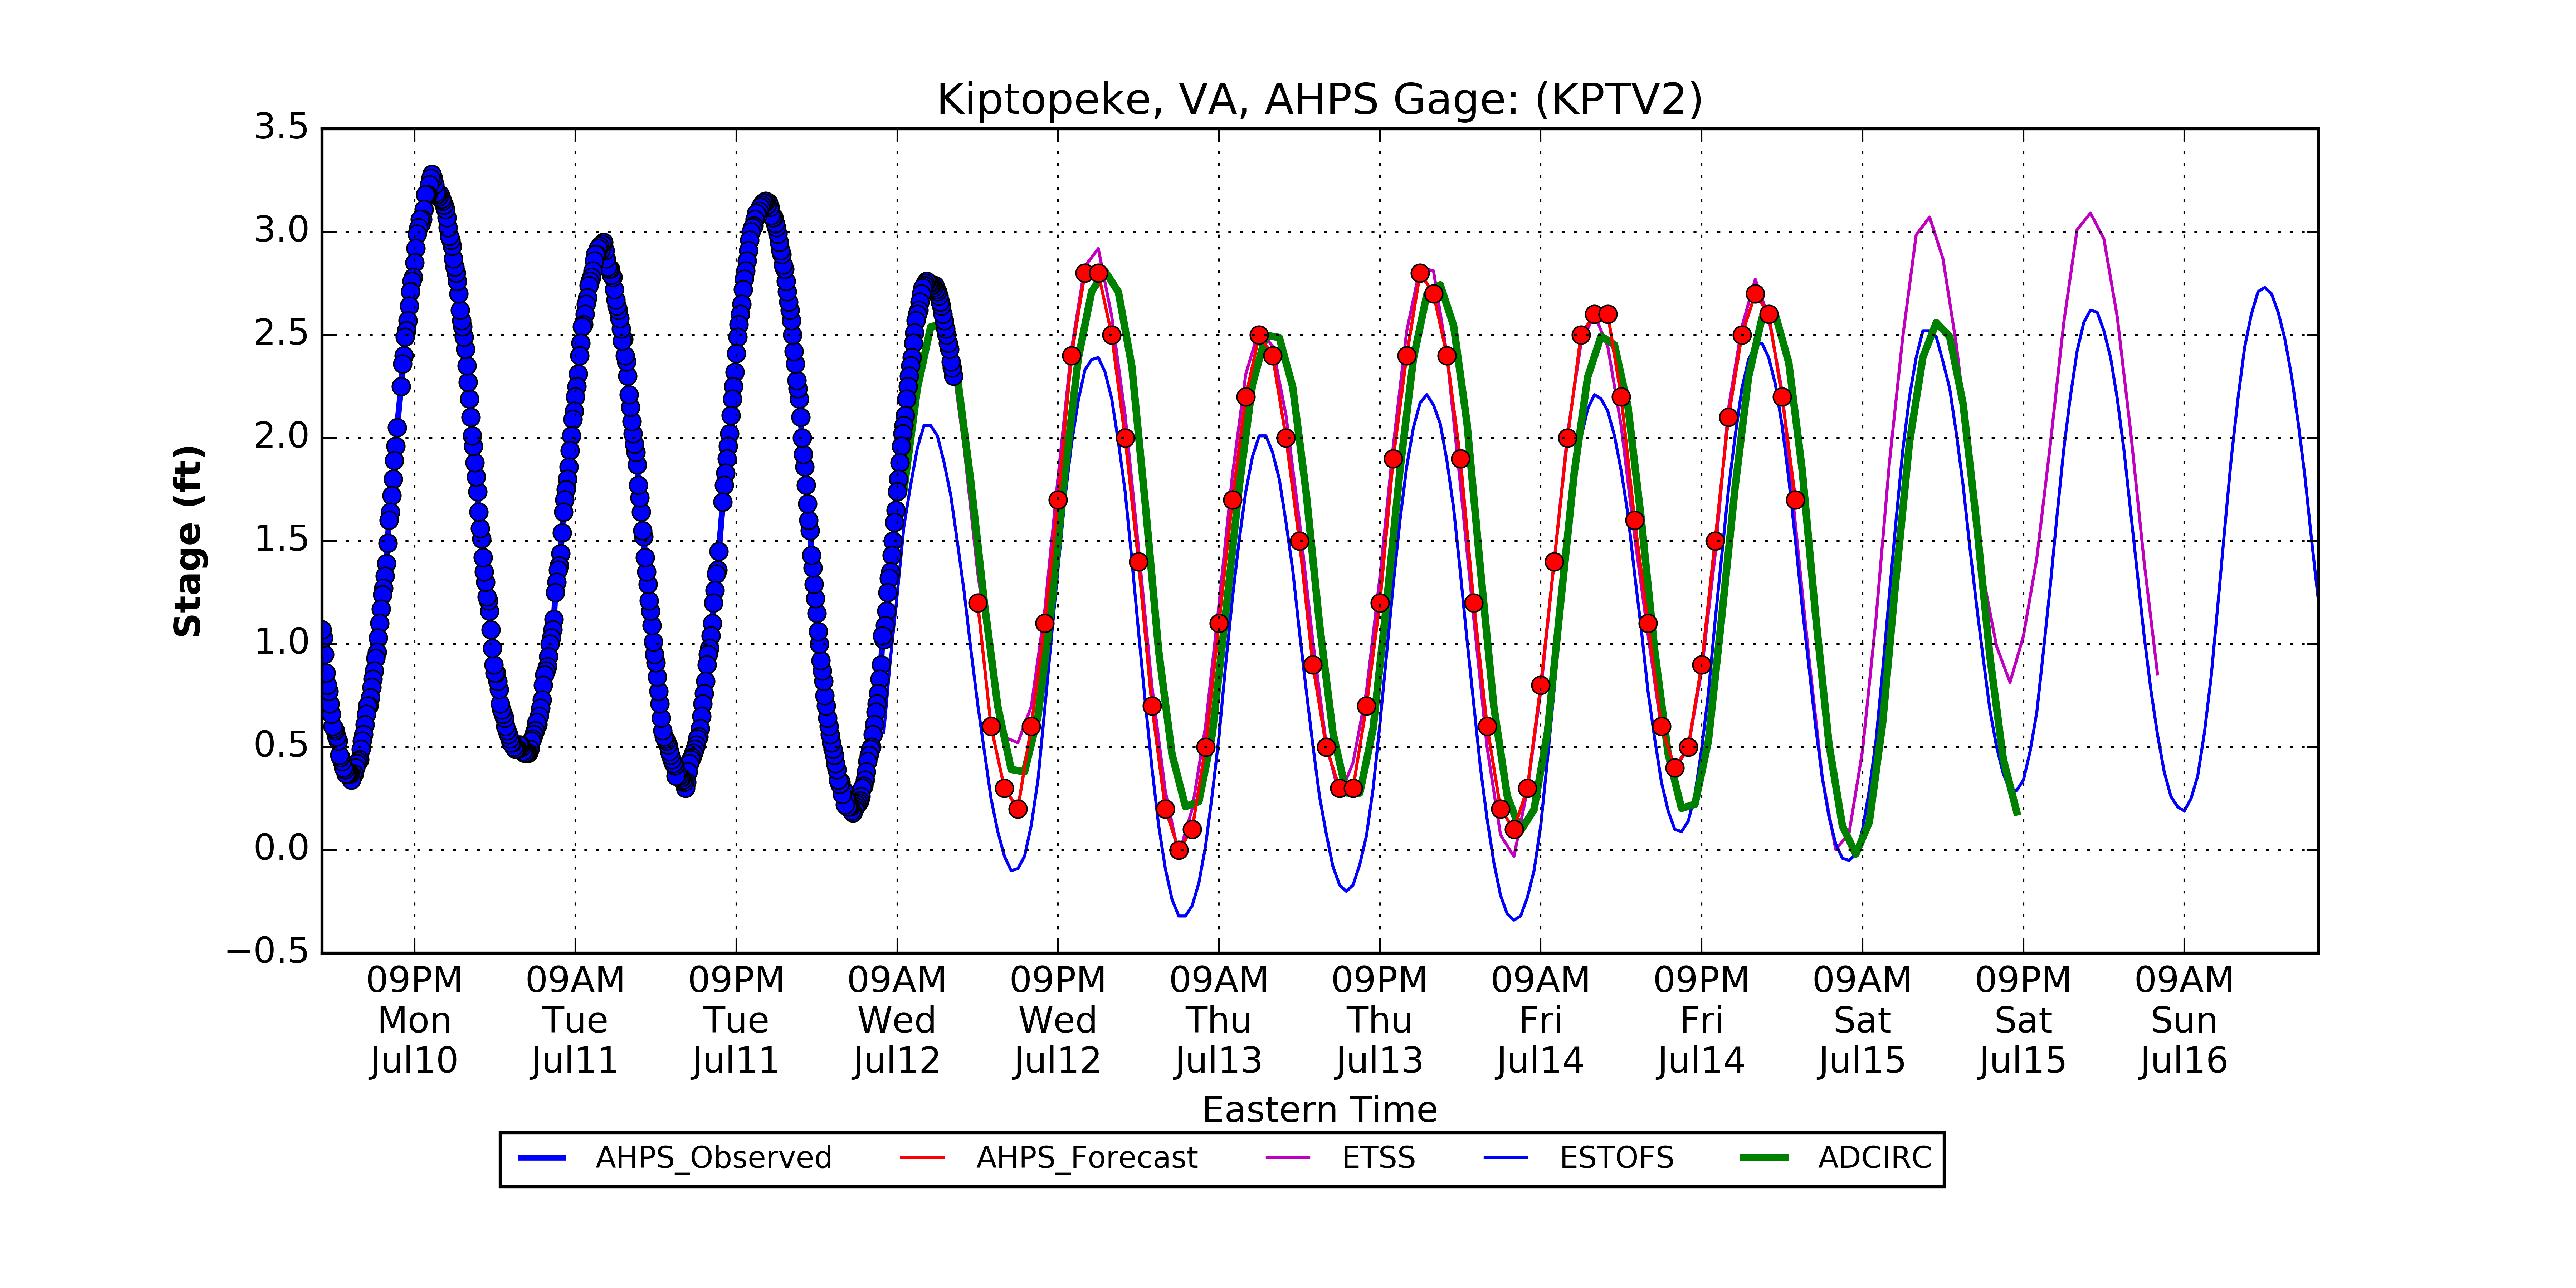 Kiptopeke, VA, AHPS Gage: (KPTV2)
Stage (ft)
3.5
3.0
2.5
2.0
1.5
1.0
0.5
0.0
−0.5
09PM 09AM 09PM 09AM 09PM 09AM 09PM 09AM 09PM 09AM 09PM 09AM
Mon Tue Tue Wed Wed Thu Thu Fri Fri Sat Sat Sun
Jul10 Jul11 Jul11 Jul12 Jul12 Jul13 Jul13 Jul14 Jul14 Jul15 Jul15 Jul16
Eastern Time
AHPS_Observed AHPS_Forecast ETSS ESTOFS ADCIRC